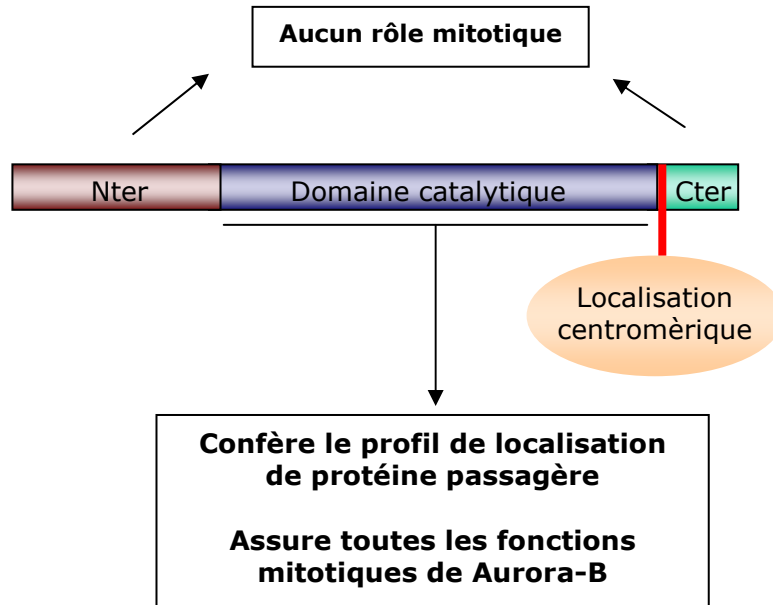 Aucun rôle mitotique
Nter
Domaine catalytique
Cter
Localisation
centromèrique
Confère le profil de localisation
de protéine passagère
Assure toutes les fonctions
mitotiques de Aurora-B